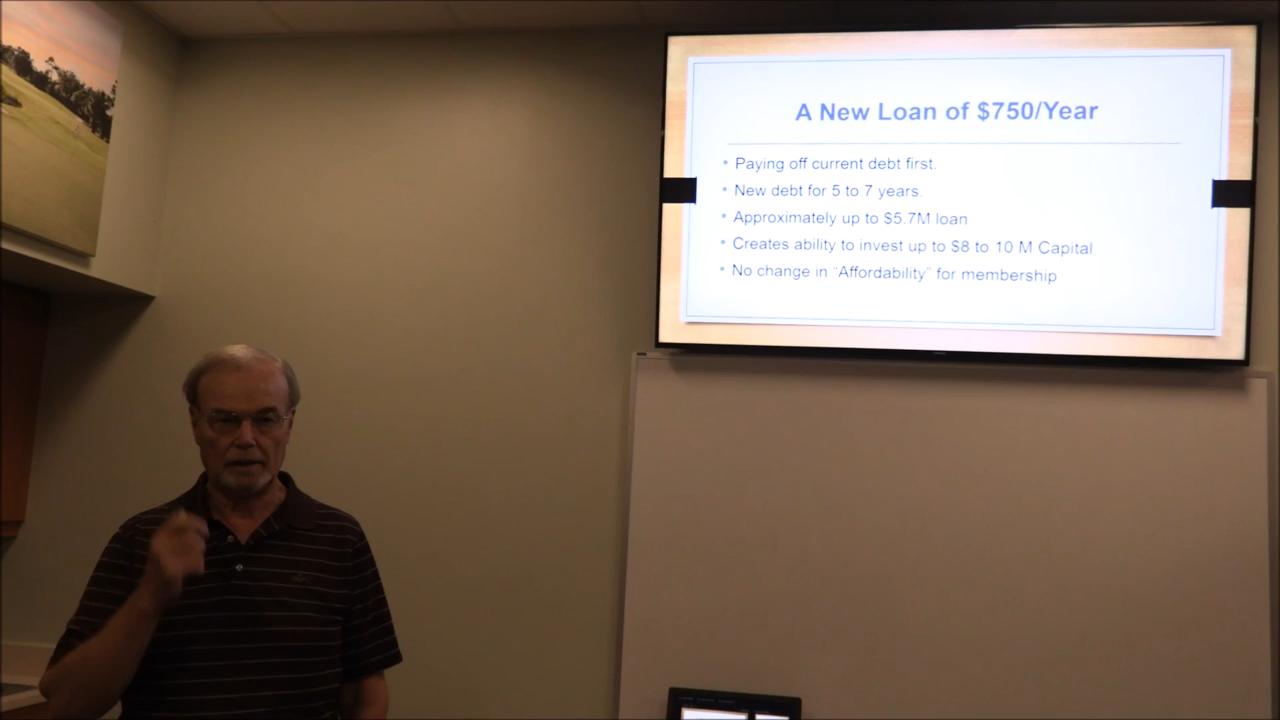 A New Loan of $750/Year
• Paying off current debt first.
• New debt for 5 to 7 years.
• Approximately up to $5.7M loan
• Creates ability to invest up to $8 to 10 M Capital
• No change in “Affordability” for membership